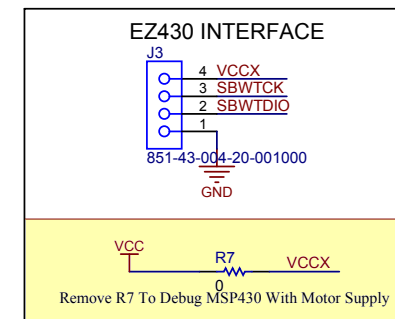 EZ430 INTERFACE
J3
4 VCCX
3 SBWTCK
2 SBWTDIO
1
851-43-004-20-001000
GND
VCC
R7
VCCX
0
Remove R7 To Debug MSP430 With Motor Supply